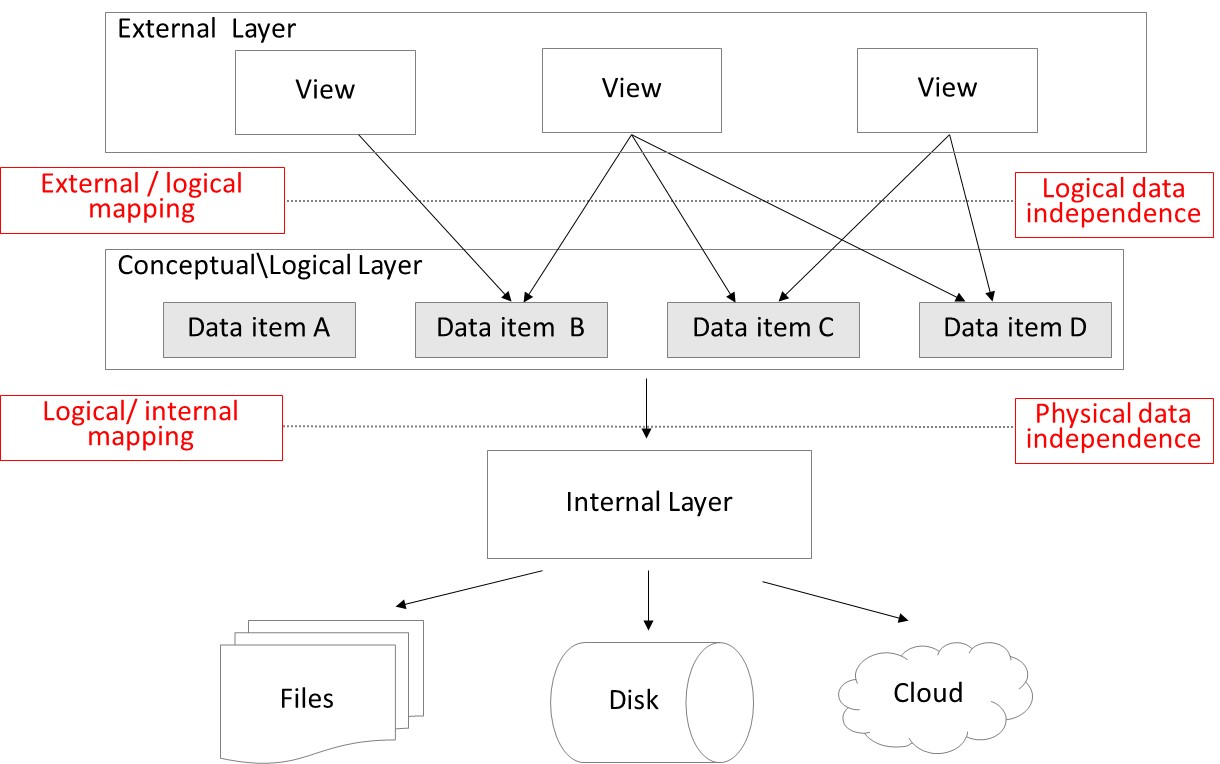 External Layer
View
View
View
External / logical
mapping
Logical data
independence
Conceptual\Logical Layer
Data item A
Data item B
Data item C
Data item D
Logical/ internal
mapping
Physical data
independence
Internal Layer
Files
Disk
Cloud